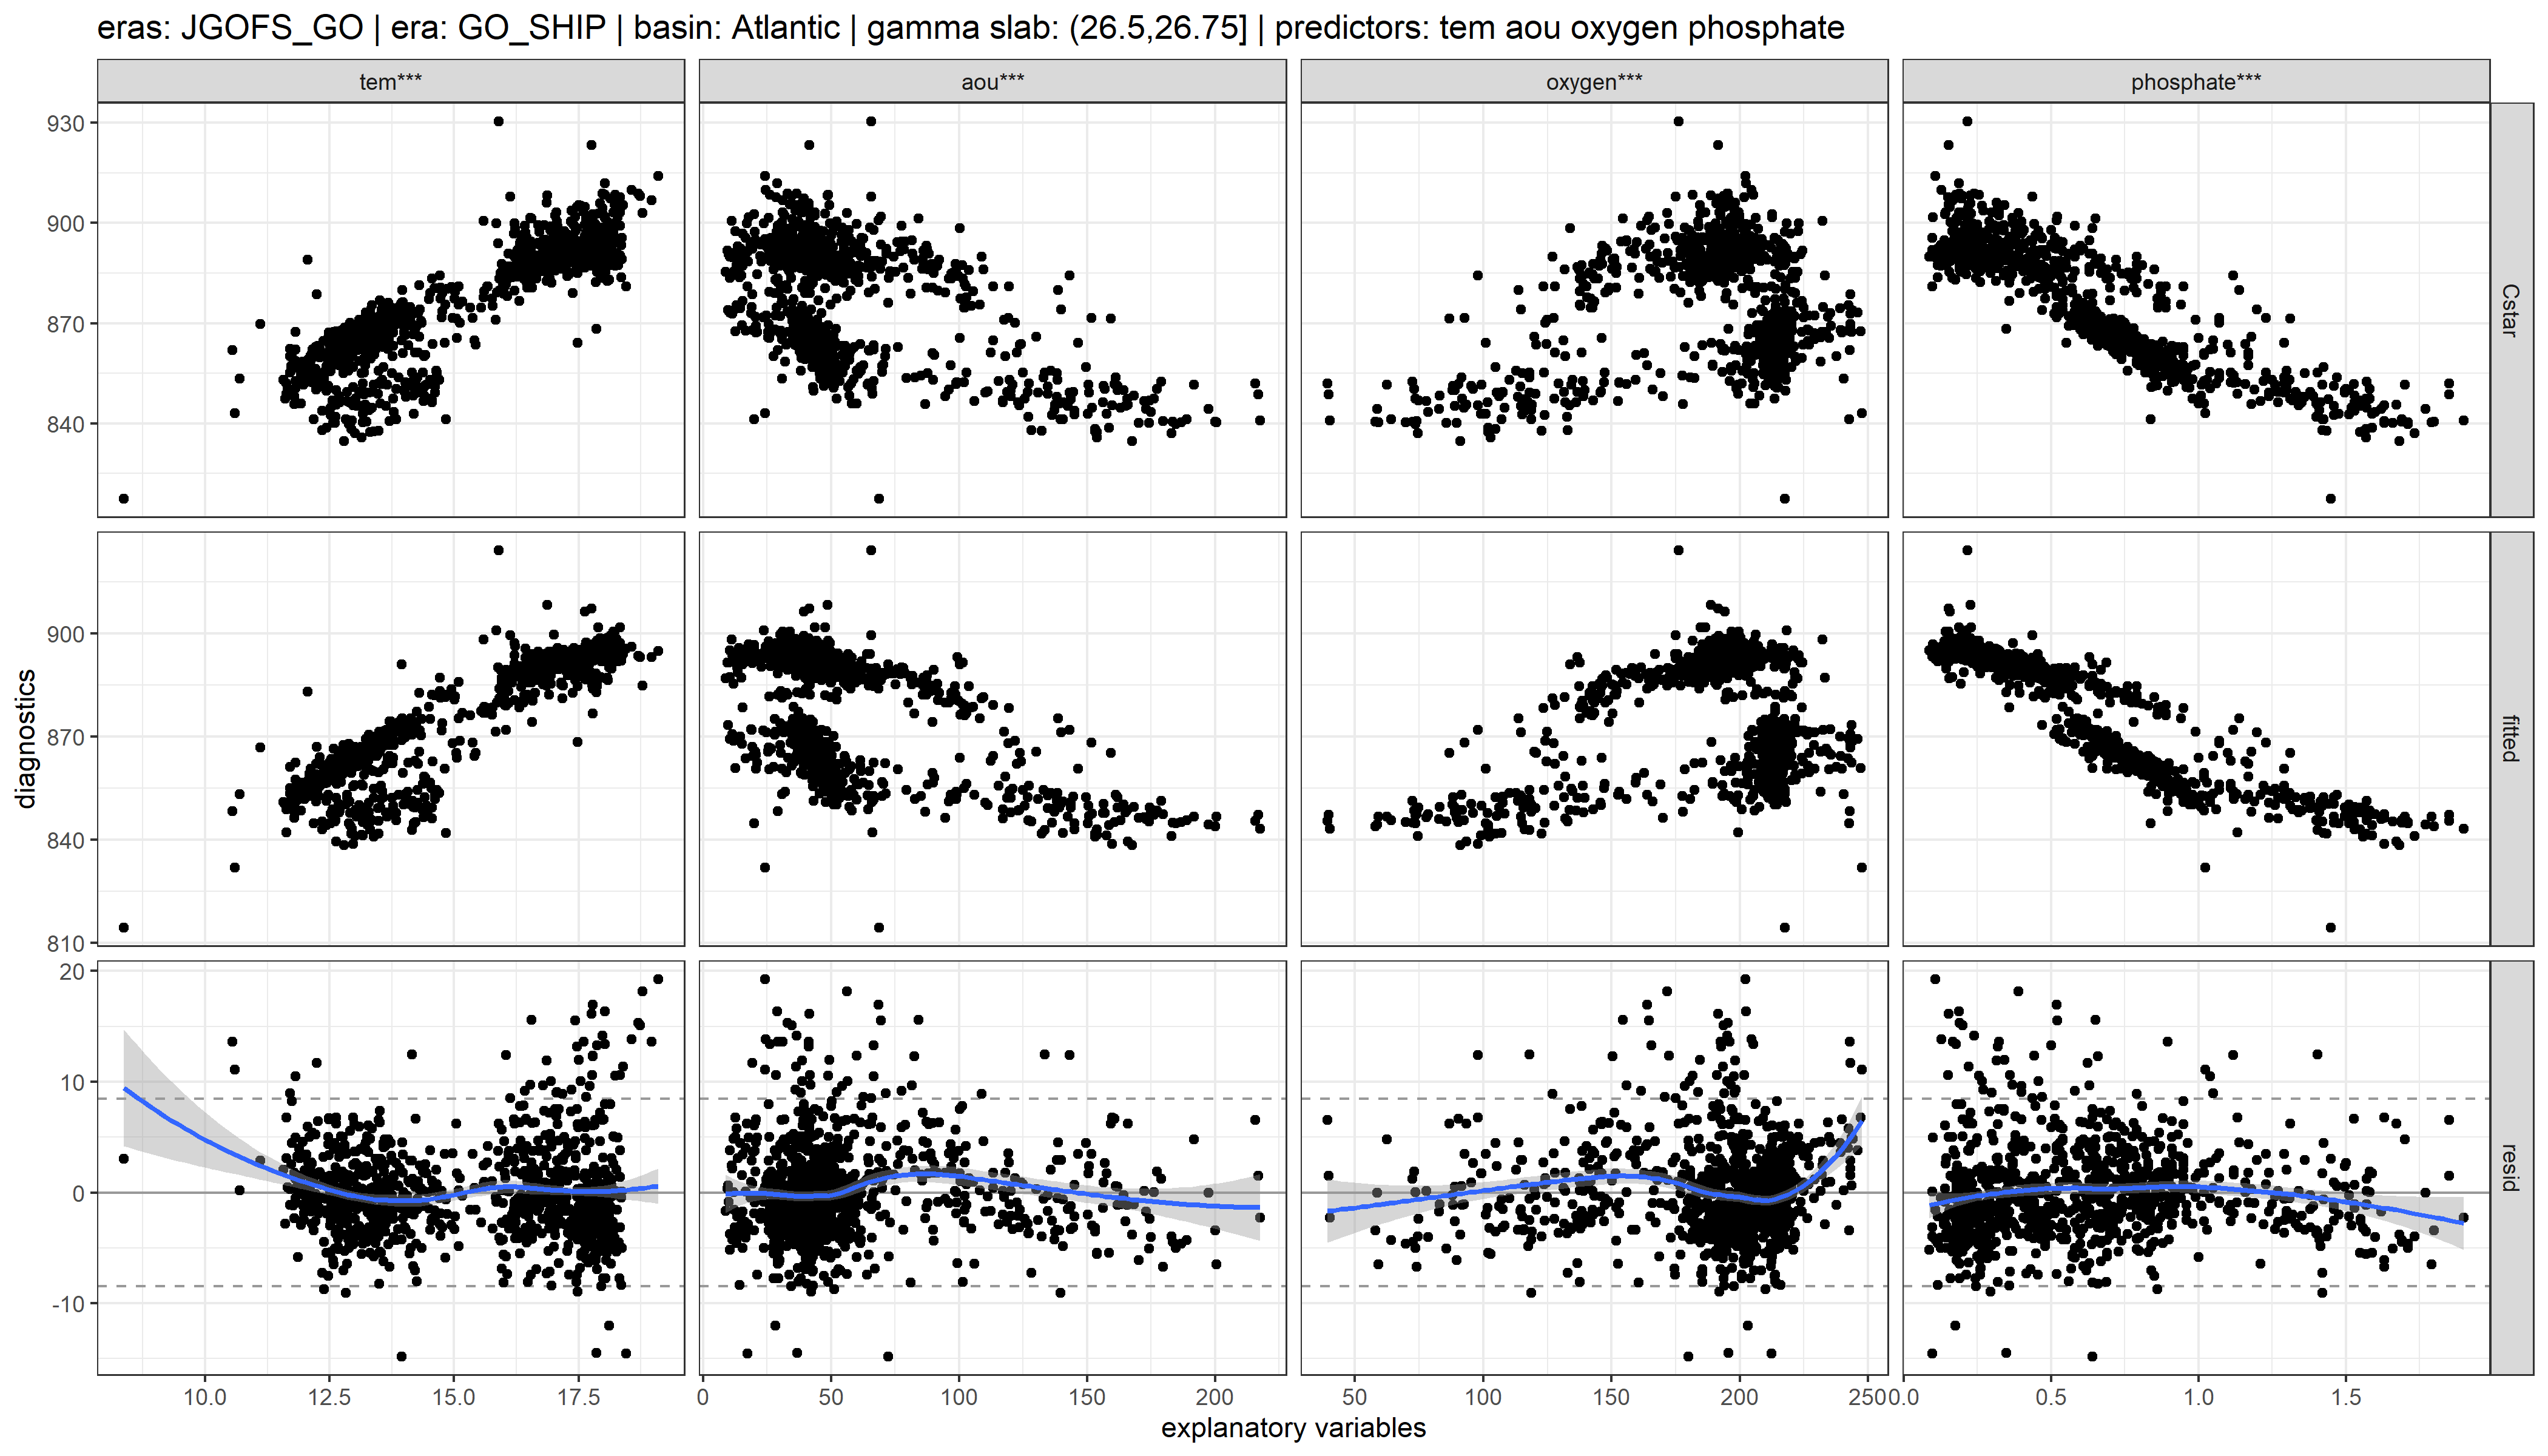 eras: JGOFS_GO | era: GO_SHIP | basin: Atlantic | gamma slab: (26.5,26.75] | predictors: tem aou oxygen phosphate
tem*** aou*** oxygen*** phosphate***
930
900
870
840
Cstar
900
870
840
810
fitted
diagnostics
20
10
0
-10
resid
10.0 12.5 15.0 17.5 0 50 100 150 200 50 100 150 200 250 0.0 0.5 1.0 1.5
explanatory variables